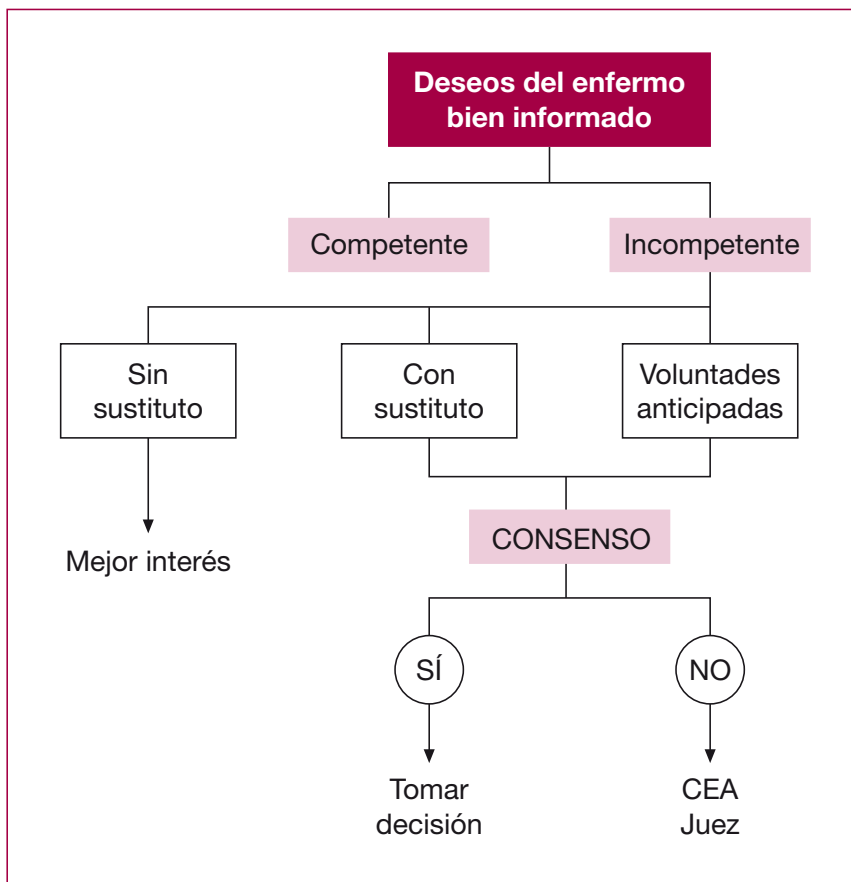 Deseos del enfermo
bien informado
Competente
Incompetente
Sin
sustituto
Con
sustituto
Voluntades
anticipadas
CONSENSO
Mejor interés
SÍ
NO
Tomar
decisión
CEA
Juez